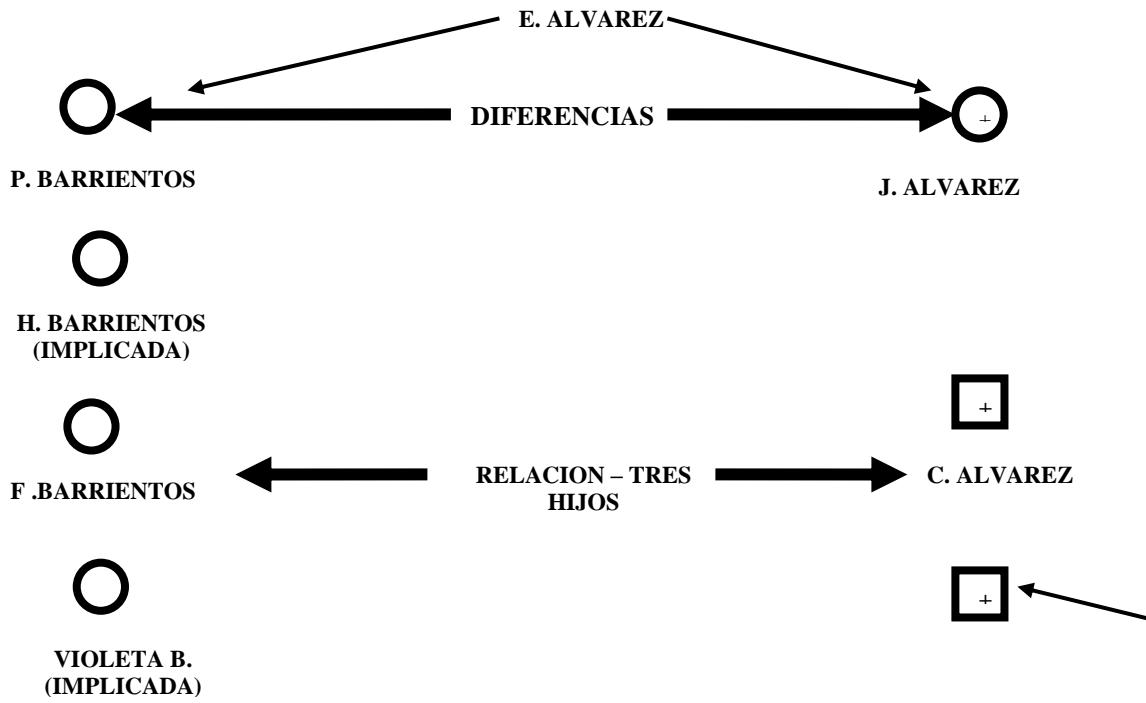 E. ALVAREZ
DIFERENCIAS
P. BARRIENTOS
J. ALVAREZ
H. BARRIENTOS
(IMPLICADA)
F .BARRIENTOS
RELACION – TRES
HIJOS
C. ALVAREZ
VIOLETA B.
(IMPLICADA)